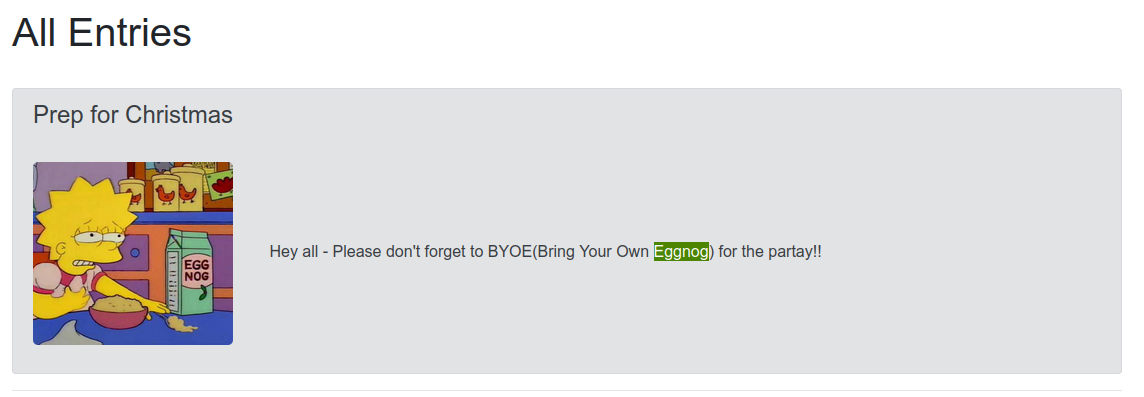 All Entries
Prep for Christmas
EGG
NOG
Hey all - Please don't forget to BYOE(Bring Your Own Eggnog) for the partay!!